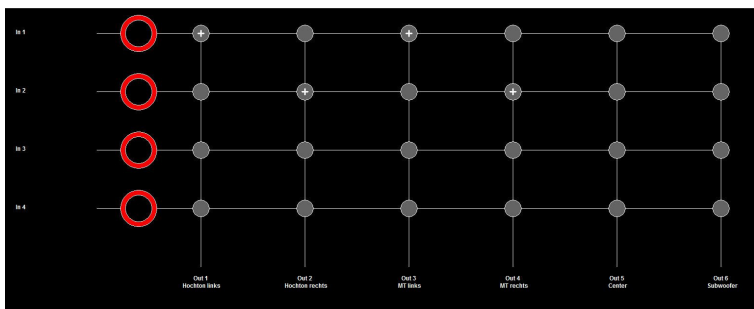 In 1
In 2
In 3
In 4
Out 1
Hochton links
Out 2
Hochton rechts
Out 3
MT links
Out 4
MT rechts
Out 5
Center
Out 6
Subwoofer